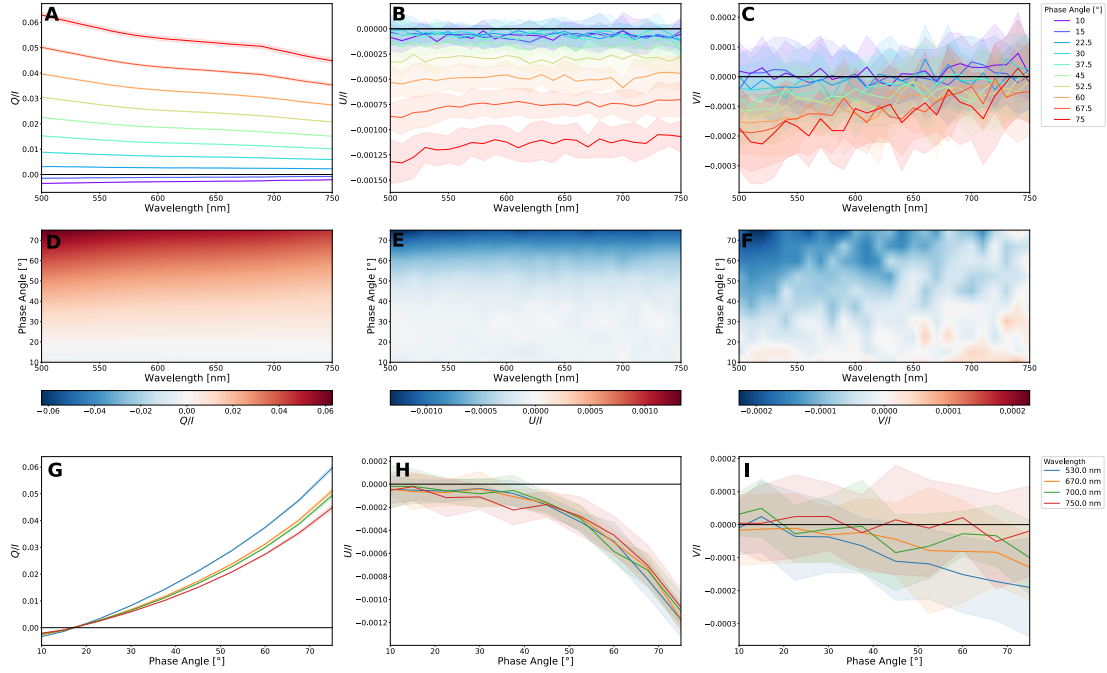 A
0.06
0.05
0.04
0.03
0.02
0.01
0.00
Q/I
500 550 600 650 700 750
Wavelength [nm]
B
0.00000
−0.00025
−0.00050
−0.00075
−0.00100
−0.00125
−0.00150
U/I
500 550 600 650 700 750
Wavelength [nm]
C
0.0002
0.0001
0.0000
−0.0001
−0.0002
−0.0003
V/I
500 550 600 650 700 750
Wavelength [nm]
Phase Angle [°]
10
15
22.5
30
37.5
45
52.5
60
67.5
75
D
70
60
50
40
30
20
10
Phase Angle [°]
500 550 600 650 700 750
Wavelength [nm]
−0.06 −0.04 −0.02 0.00 0.02 0.04 0.06
Q/I
E
70
60
50
40
30
20
10
Phase Angle [°]
500 550 600 650 700 750
Wavelength [nm]
−0.0010 −0.0005 0.0000 0.0005 0.0010
U/I
F
70
60
50
40
30
20
10
Phase Angle [°]
500 550 600 650 700 750
Wavelength [nm]
−0.0002 −0.0001 0.0000 0.0001 0.0002
V/I
G
0.06
0.05
0.04
0.03
0.02
0.01
0.00
Q/I
10 20 30 40 50 60 70
Phase Angle [°]
H
0.0002
0.0000
−0.0002
−0.0004
−0.0006
−0.0008
−0.0010
−0.0012
U/I
10 20 30 40 50 60 70
Phase Angle [°]
I
0.0002
0.0001
0.0000
−0.0001
−0.0002
−0.0003
V/I
10 20 30 40 50 60 70
Phase Angle [°]
Wavelength
530.0 nm
670.0 nm
700.0 nm
750.0 nm